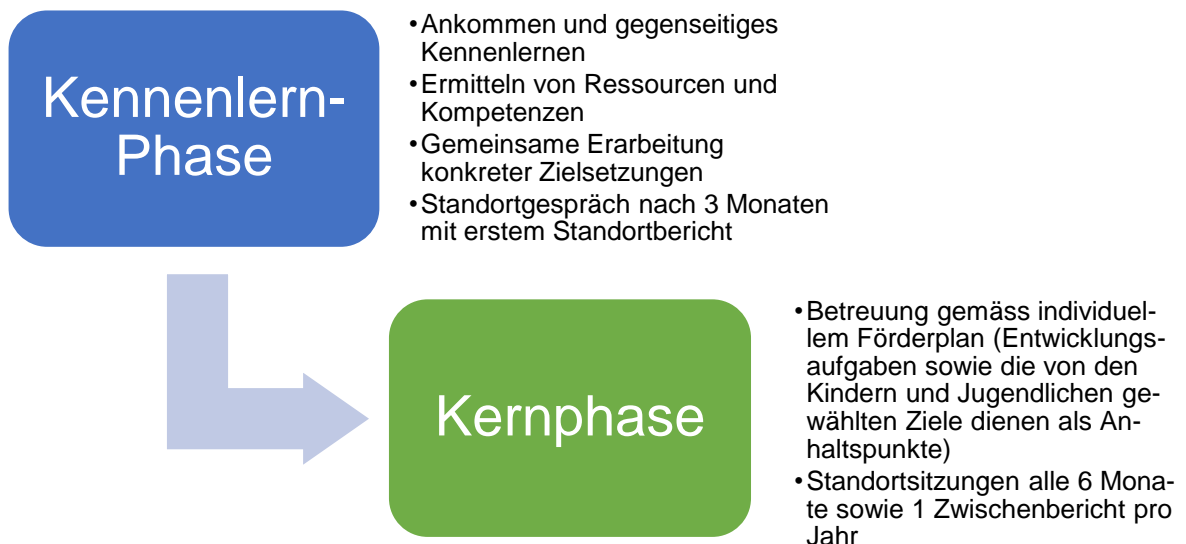 Kennenlern-
Phase
•Ankommen und gegenseitiges
Kennenlernen
•Ermitteln von Ressourcen und
Kompetenzen
•Gemeinsame Erarbeitung
konkreter Zielsetzungen
•Standortgespräch nach 3 Monaten
mit erstem Standortbericht
Kernphase
•Betreuung gemäss individuel-
lem Förderplan (Entwicklungs-
aufgaben sowie die von den
Kindern und Jugendlichen ge-
wählten Ziele dienen als An-
haltspunkte)
•Standortsitzungen alle 6 Mona-
te sowie 1 Zwischenbericht pro
Jahr